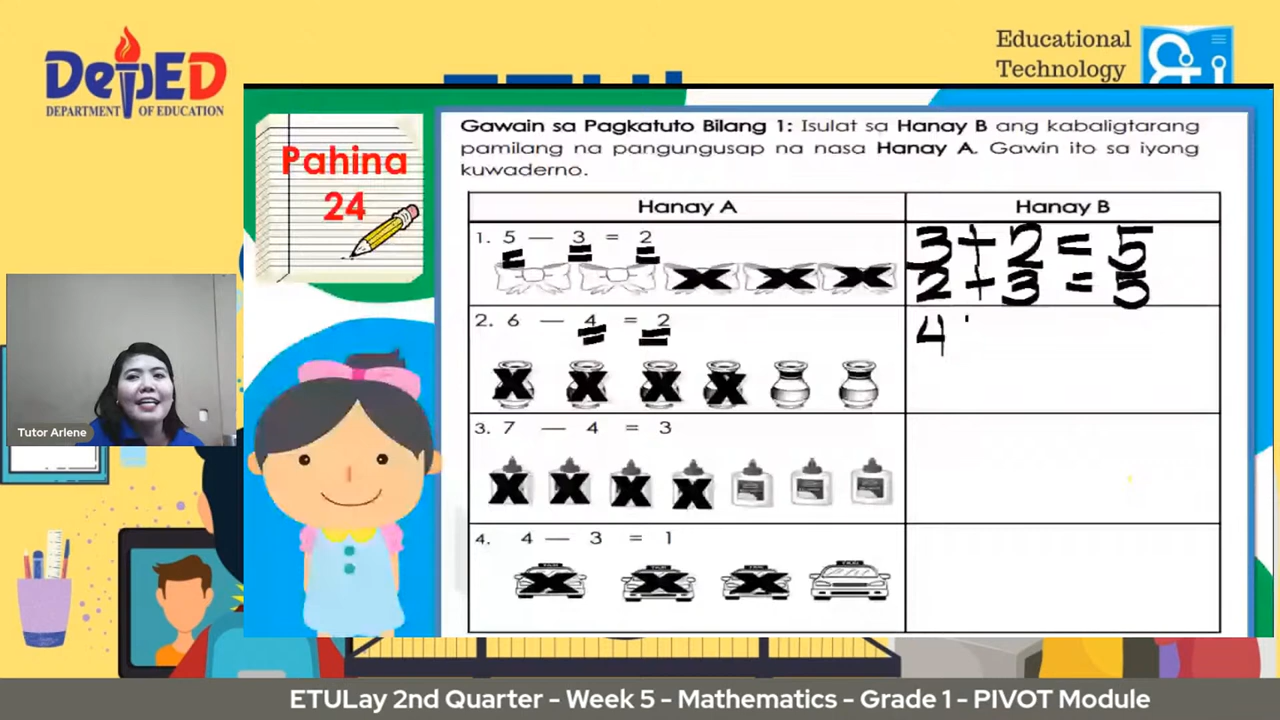 DepED
DEPARTMENT OF EDUCATION
Educational
Technology
Pahina
24
Gawain sa Pagkatuto Bilang 1: Isulat sa Hanay B ang kabaligtarang
pamilang na pangungusap na nasa Hanay A. Gawin ito sa iyong
kuwaderno.
Hanay A
Hanay B
1. 5 — 3 = 2
3 + 2 = 5
2 + 3 = 5
2. 6 — 4 = 2
4
3. 7 — 4 = 3
4. 4 — 3 = 1
Tutor Arlene
ETULay 2nd Quarter - Week 5 - Mathematics - Grade 1 - PIVOT Module